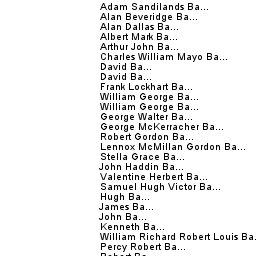 Adam Sandilands Ba...
Alan Beveridge Ba...
Alan Dallas Ba...
Albert Mark Ba...
Arthur John Ba...
Charles William Mayo Ba...
David Ba...
David Ba...
Frank Lockhart Ba...
William George Ba...
William George Ba...
George Walter Ba...
George McKerracher Ba...
Robert Gordon Ba...
Lennox McMillan Gordon Ba...
Stella Grace Ba...
John Haddin Ba...
Valentine Herbert Ba...
Samuel Hugh Victor Ba...
Hugh Ba...
James Ba...
John Ba...
Kenneth Ba...
William Richard Robert Louis Ba.
Percy Robert Ba...
Robert Ba...